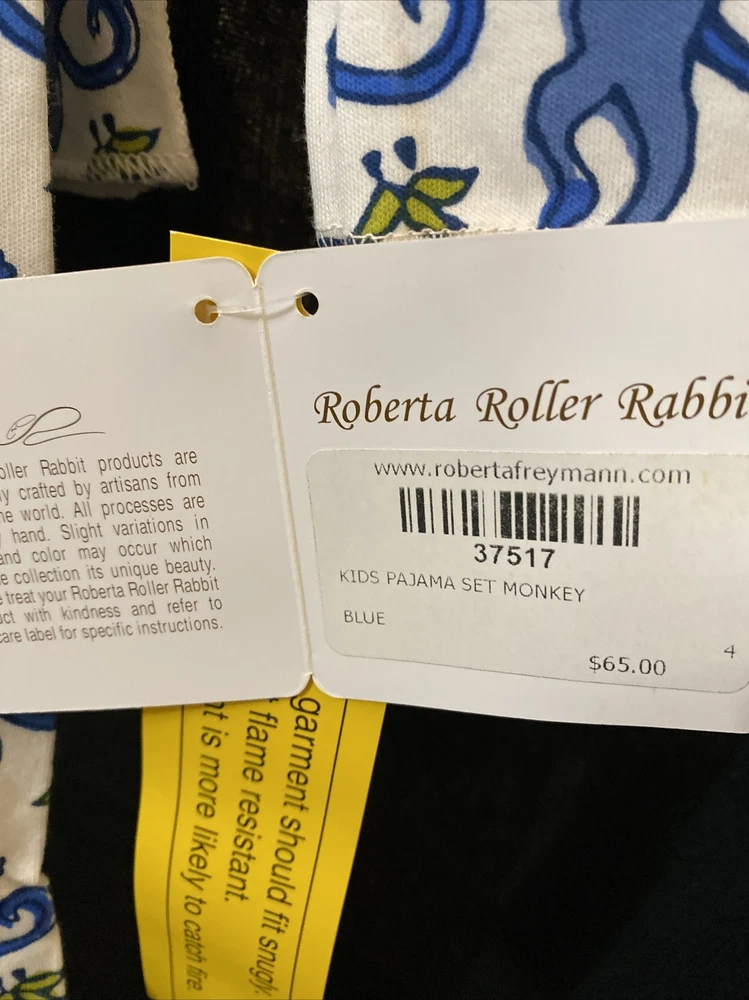 oller Rabbit products are
y crafted by artisans from
he world. All processes are
hand. Slight variations in
and color may occur which
e collection its unique beauty.
e treat your Roberta Roller Rabbit
uct with kindness and refer to
care label for specific instructions.
Roberta Roller Rabbi
www.robertafreymann.com
37517
KIDS PAJAMA SET MONKEY
BLUE
4
$65.00
garment should fit snugly.
flame resistant.
nt is more likely to catch fire.